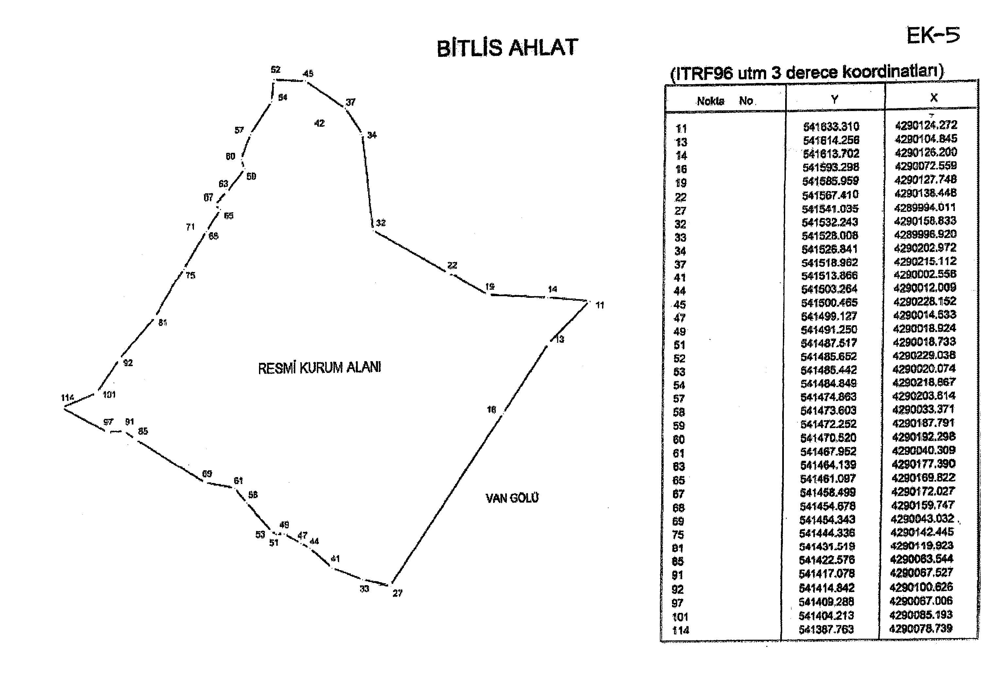 EK-5
BİTLİS AHLAT
(ITRF96 utm 3 derece koordinatları)
Nokta No. Y X
11 541633.310 4290124.272
13 541614.256 4290104.845
14 541613.702 4290126.200
16 541593.298 4290072.559
19 541585.959 4290127.748
22 541567.410 4290138.448
27 541541.035 4289994.011
32 541532.243 4290158.833
33 541528.008 4289996.920
34 541526.841 4290202.972
37 541518.962 4290215.112
41 541513.866 4290002.558
44 541503.264 4290012.009
45 541500.465 4290228.152
47 541499.127 4290014.533
49 541491.250 4290018.924
51 541487.517 4290018.733
52 541485.652 4290229.038
53 541485.442 4290020.074
54 541484.849 4290218.867
57 541474.863 4290203.614
58 541473.603 4290033.371
59 541472.252 4290187.791
60 541470.520 4290192.298
61 541467.952 4290040.309
63 541464.139 4290177.390
65 541461.097 4290169.822
67 541458.499 4290172.027
68 541454.678 4290159.747
69 541454.343 4290043.032
75 541444.336 4290142.445
81 541431.519 4290119.923
85 541422.576 4290063.544
91 541417.078 4290067.527
92 541414.842 4290100.626
97 541409.288 4290067.006
101 541404.213 4290085.193
114 541387.763 4290078.739
52
45
54
37
42
57
34
60
59
63
67
65
71
68
32
75
22
19
14
11
81
13
92
RESMİ KURUM ALANI
114
101
16
97
91
85
69
61
58
VAN GÖLÜ
49
53
51
47
44
41
33
27